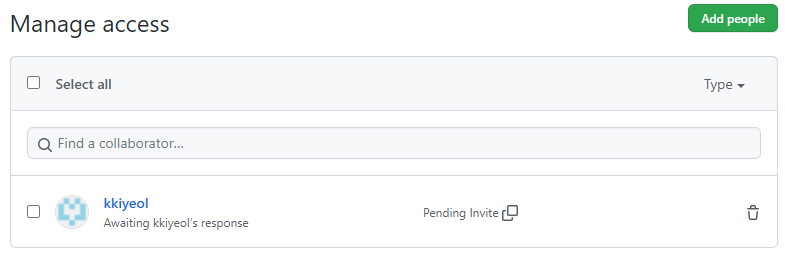 Manage access
Add people
Select all
Type
Find a collaborator...
kkiyeol
Awaiting kkiyeol's response
Pending Invite